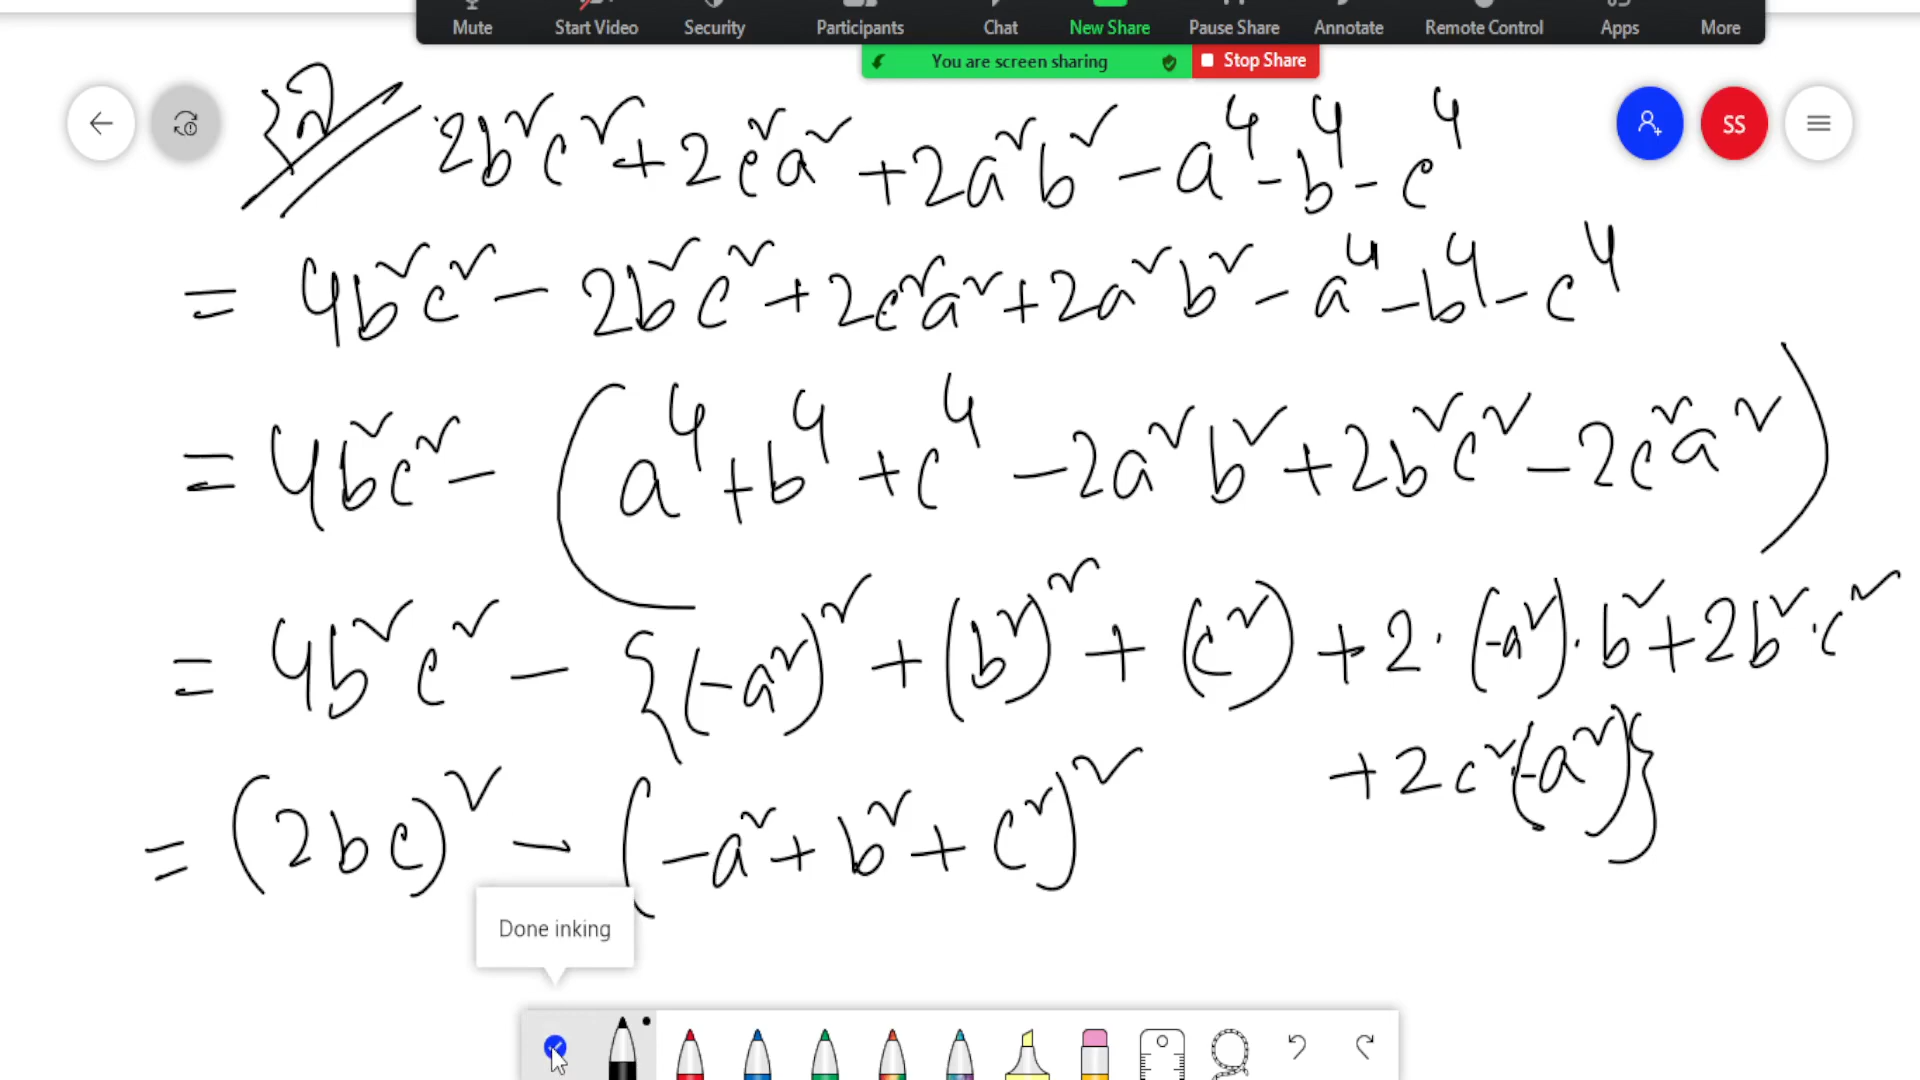 Mute Start Video Security Participants Chat New Share Pause Share Annotate Remote Control Apps More
You are screen sharing Stop Share
SS
2b²c² + 2c²a² + 2a²b² - a⁴ - b⁴ - c⁴
= 4b²c² - 2b²c² + 2c²a² + 2a²b² - a⁴ - b⁴ - c⁴
= 4b²c² - (a⁴ + b⁴ + c⁴ - 2a²b² + 2b²c² - 2c²a²)
= 4b²c² - {(-a²)² + (b²)² + (c²) + 2·(-a²)·b² + 2b²·c²
+ 2c²(-a²)}
= (2bc)² - (-a² + b² + c²)²
Done inking